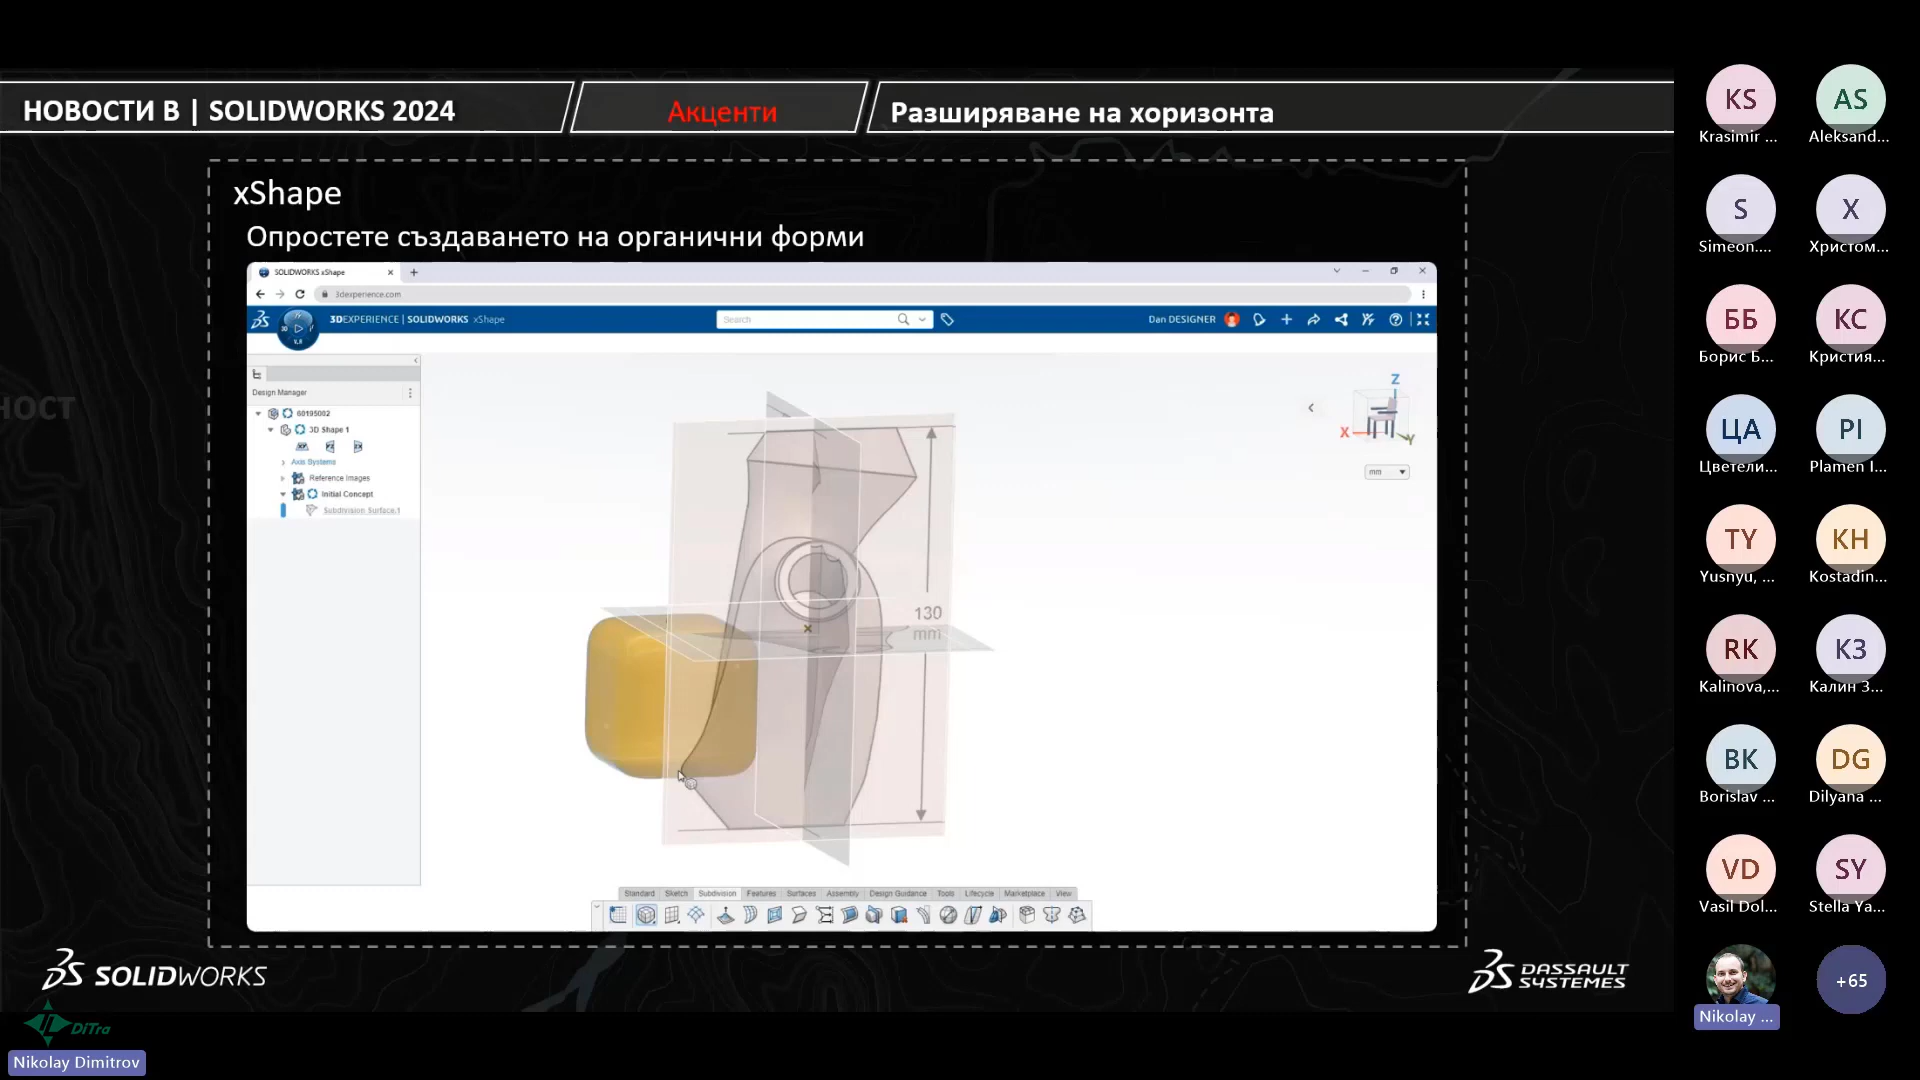 НОВОСТИ В | SOLIDWORKS 2024
Акценти
Разширяване на хоризонта
xShape
Опростете създаването на органични форми
SOLIDWORKS xShape
3dexperience.com
3DEXPERIENCE | SOLIDWORKS xShape
Search
Dan DESIGNER
Design Manager
60195002
3D Shape 1
Axis Systems
Reference Images
Initial Concept
Subdivision Surface.1
130
mm
Z
X
Y
mm
Standard Sketch Subdivision Features Surfaces Assembly Design Guidance Tools Lifecycle Marketplace View
НОСТ
SOLIDWORKS
DASSAULT
SYSTEMES
DiTra
Nikolay Dimitrov
KS
Krasimir ...
AS
Aleksand...
S
Simeon....
Х
Христом...
ББ
Борис Б...
КС
Кристия...
ЦА
Цветели...
PI
Plamen I...
TY
Yusnyu, ...
KH
Kostadin...
RK
Kalinova,...
КЗ
Калин З...
BK
Borislav ...
DG
Dilyana ...
VD
Vasil Dol...
SY
Stella Ya...
Nikolay ...
+65